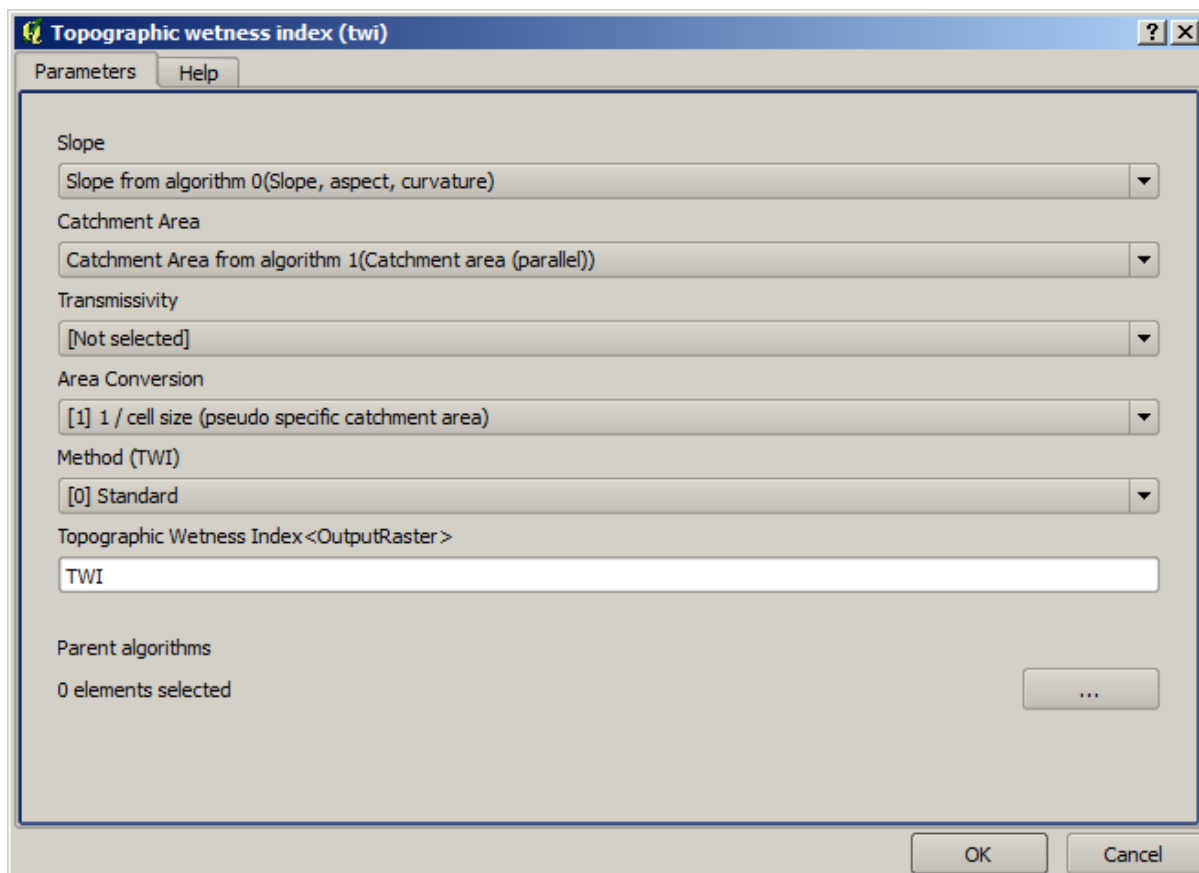 Topographic wetness index (twi)
Parameters Help
Slope
Slope from algorithm 0(Slope, aspect, curvature)
Catchment Area
Catchment Area from algorithm 1(Catchment area (parallel))
Transmissivity
[Not selected]
Area Conversion
[1] 1 / cell size (pseudo specific catchment area)
Method (TWI)
[0] Standard
Topographic Wetness Index<OutputRaster>
TWI
Parent algorithms
0 elements selected ...
OK Cancel